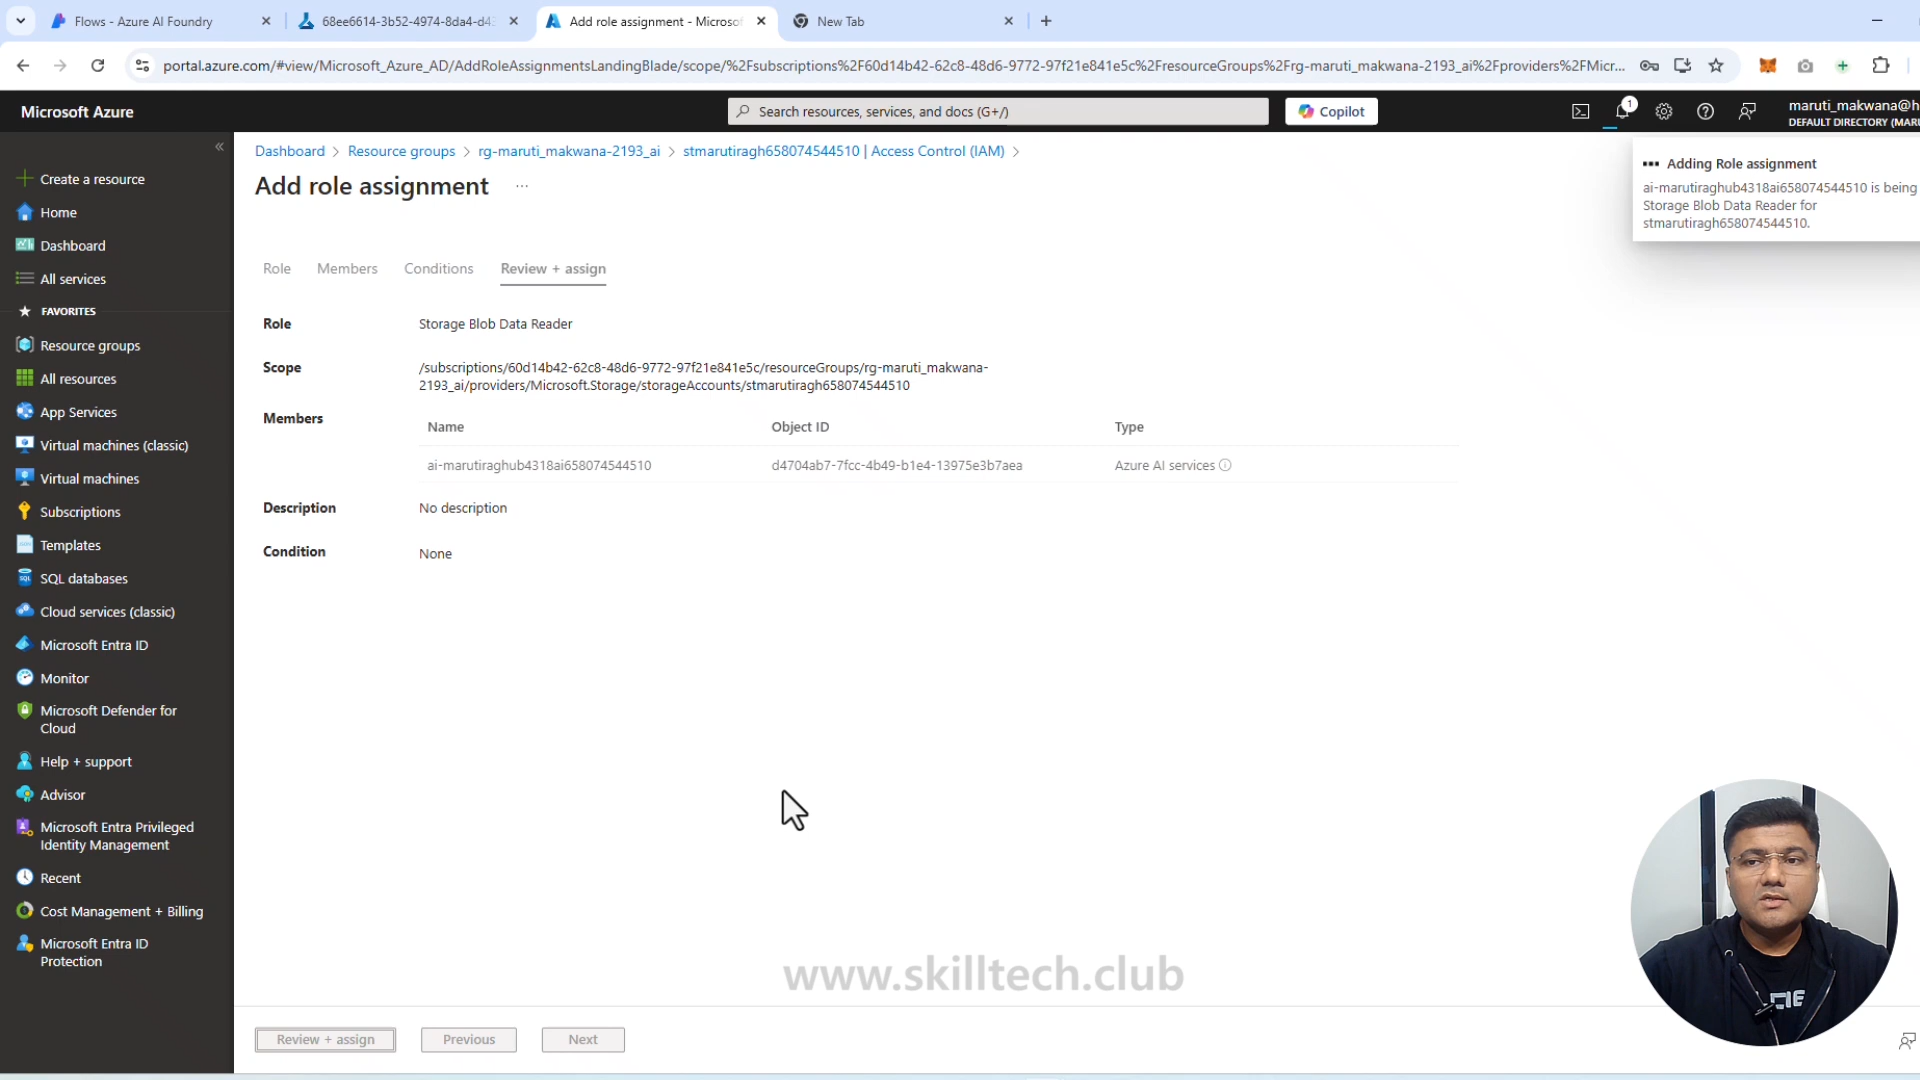 Flows - Azure AI Foundry
68ee6614-3b52-4974-8da4-d4
Add role assignment - Microsof
New Tab
portal.azure.com/#view/Microsoft_Azure_AD/AddRoleAssignmentsLandingBlade/scope/%2Fsubscriptions%2F60d14b42-62c8-48d6-9772-97f21e841e5c%2FresourceGroups%2Frg-maruti_makwana-2193_ai%2Fproviders%2FMicr...
Microsoft Azure
Search resources, services, and docs (G+/)
Copilot
1
maruti_makwana@h
DEFAULT DIRECTORY (MARU
Create a resource
Home
Dashboard
All services
FAVORITES
Resource groups
All resources
App Services
Virtual machines (classic)
Virtual machines
Subscriptions
Templates
SQL databases
Cloud services (classic)
Microsoft Entra ID
Monitor
Microsoft Defender for
Cloud
Help + support
Advisor
Microsoft Entra Privileged
Identity Management
Recent
Cost Management + Billing
Microsoft Entra ID
Protection
Dashboard > Resource groups > rg-maruti_makwana-2193_ai > stmarutiragh658074544510 | Access Control (IAM) >
Add role assignment ...
Adding Role assignment
ai-marutiraghub4318ai658074544510 is being
Storage Blob Data Reader for
stmarutiragh658074544510.
Role Members Conditions Review + assign
Role Storage Blob Data Reader
Scope /subscriptions/60d14b42-62c8-48d6-9772-97f21e841e5c/resourceGroups/rg-maruti_makwana-
2193_ai/providers/Microsoft.Storage/storageAccounts/stmarutiragh658074544510
Members
Name Object ID Type
ai-marutiraghub4318ai658074544510 d4704ab7-7fcc-4b49-b1e4-13975e3b7aea Azure AI services
Description No description
Condition None
www.skilltech.club
Review + assign Previous Next